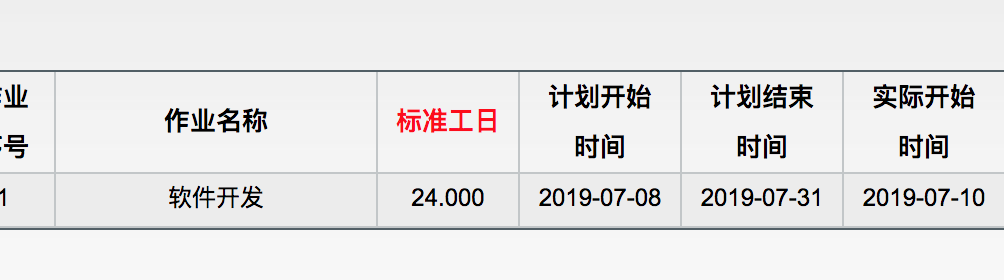 作业 作业名称 标准工日 计划开始 计划结束 实际开始
序号 时间 时间 时间
1 软件开发 24.000 2019-07-08 2019-07-31 2019-07-10